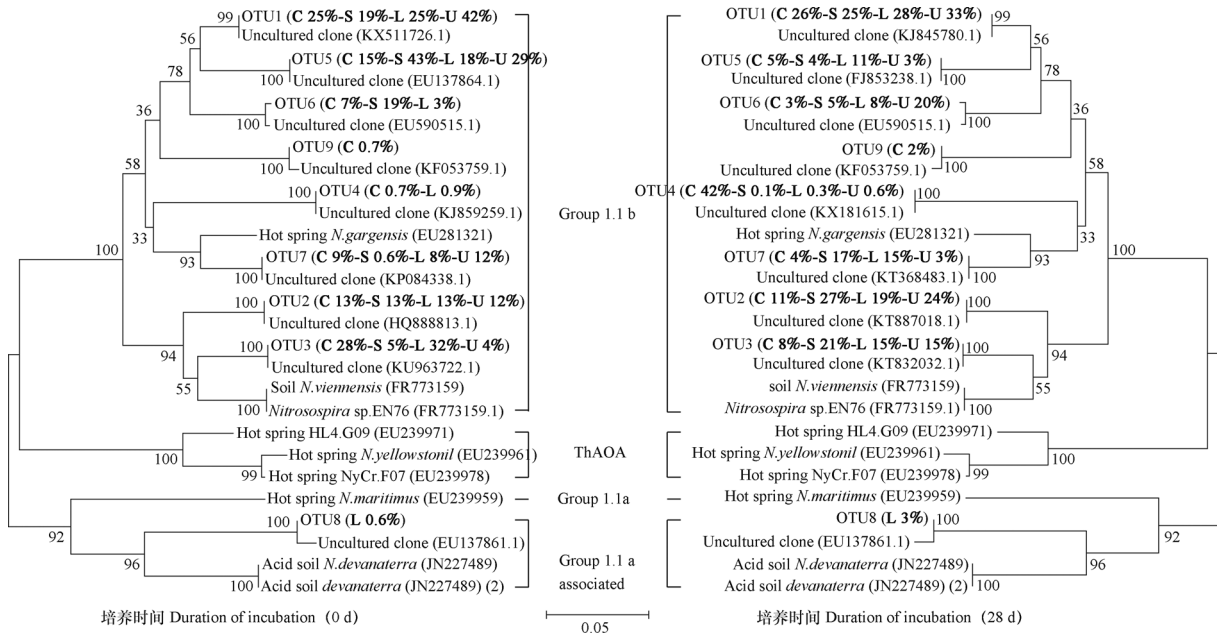 OTU1 (C 25%-S 19%-L 25%-U 42%)
Uncultured clone (KX511726.1)
OTU5 (C 15%-S 43%-L 18%-U 29%)
Uncultured clone (EU137864.1)
OTU6 (C 7%-S 19%-L 3%)
Uncultured clone (EU590515.1)
OTU9 (C 0.7%)
Uncultured clone (KF053759.1)
OTU4 (C 0.7%-L 0.9%)
Uncultured clone (KJ859259.1)
Hot spring N.gargensis (EU281321)
OTU7 (C 9%-S 0.6%-L 8%-U 12%)
Uncultured clone (KP084338.1)
OTU2 (C 13%-S 13%-L 13%-U 12%)
Uncultured clone (HQ888813.1)
OTU3 (C 28%-S 5%-L 32%-U 4%)
Uncultured clone (KU963722.1)
Soil N.viennensis (FR773159)
Nitrosospira sp.EN76 (FR773159.1)
Hot spring HL4.G09 (EU239971)
Hot spring N.yellowstonil (EU239961)
Hot spring NyCr.F07 (EU239978)
Hot spring N.maritimus (EU239959)
OTU8 (L 0.6%)
Uncultured clone (EU137861.1)
Acid soil N.devanaterra (JN227489)
Acid soil devanaterra (JN227489) (2)
99
56
100
78
100
36
100
58
100
33
93
100
100
100
94
100
55
100
100
99
92
100
96
100
培养时间 Duration of incubation (0 d)
Group 1.1 b
ThAOA
Group 1.1a
Group 1.1 a
associated
0.05
OTU1 (C 26%-S 25%-L 28%-U 33%)
Uncultured clone (KJ845780.1)
OTU5 (C 5%-S 4%-L 11%-U 3%)
Uncultured clone (FJ853238.1)
OTU6 (C 3%-S 5%-L 8%-U 20%)
Uncultured clone (EU590515.1)
OTU9 (C 2%)
Uncultured clone (KF053759.1)
OTU4 (C 42%-S 0.1%-L 0.3%-U 0.6%)
Uncultured clone (KX181615.1)
Hot spring N.gargensis (EU281321)
OTU7 (C 4%-S 17%-L 15%-U 3%)
Uncultured clone (KT368483.1)
OTU2 (C 11%-S 27%-L 19%-U 24%)
Uncultured clone (KT887018.1)
OTU3 (C 8%-S 21%-L 15%-U 15%)
Uncultured clone (KT832032.1)
soil N.viennensis (FR773159)
Nitrosospira sp.EN76 (FR773159.1)
Hot spring HL4.G09 (EU239971)
Hot spring N.yellowstonil (EU239961)
Hot spring NyCr.F07 (EU239978)
Hot spring N.maritimus (EU239959)
OTU8 (L 3%)
Uncultured clone (EU137861.1)
Acid soil N.devanaterra (JN227489)
Acid soil devanaterra (JN227489) (2)
99
56
100
78
100
36
100
58
100
33
93
100
100
100
94
100
55
100
100
99
92
100
96
100
培养时间 Duration of incubation (28 d)